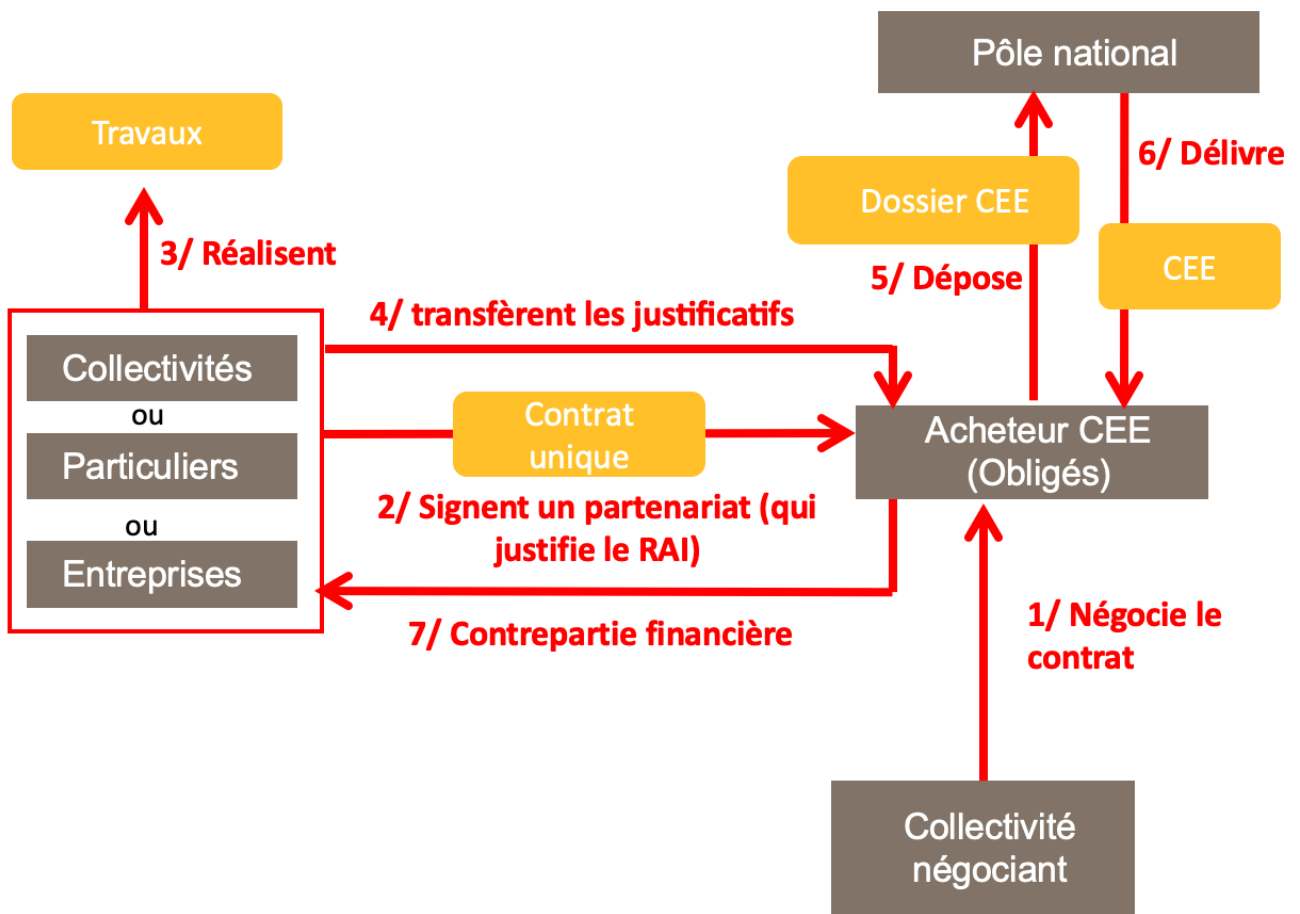 Pôle national
Travaux
6/ Délivre
Dossier CEE
3/ Réalisent
CEE
5/ Dépose
4/ transfèrent les justificatifs
Collectivités
ou
Particuliers
ou
Entreprises
Contrat
unique
Acheteur CEE
(Obligés)
2/ Signent un partenariat (qui
justifie le RAI)
7/ Contrepartie financière
1/ Négocie le
contrat
Collectivité
négociant